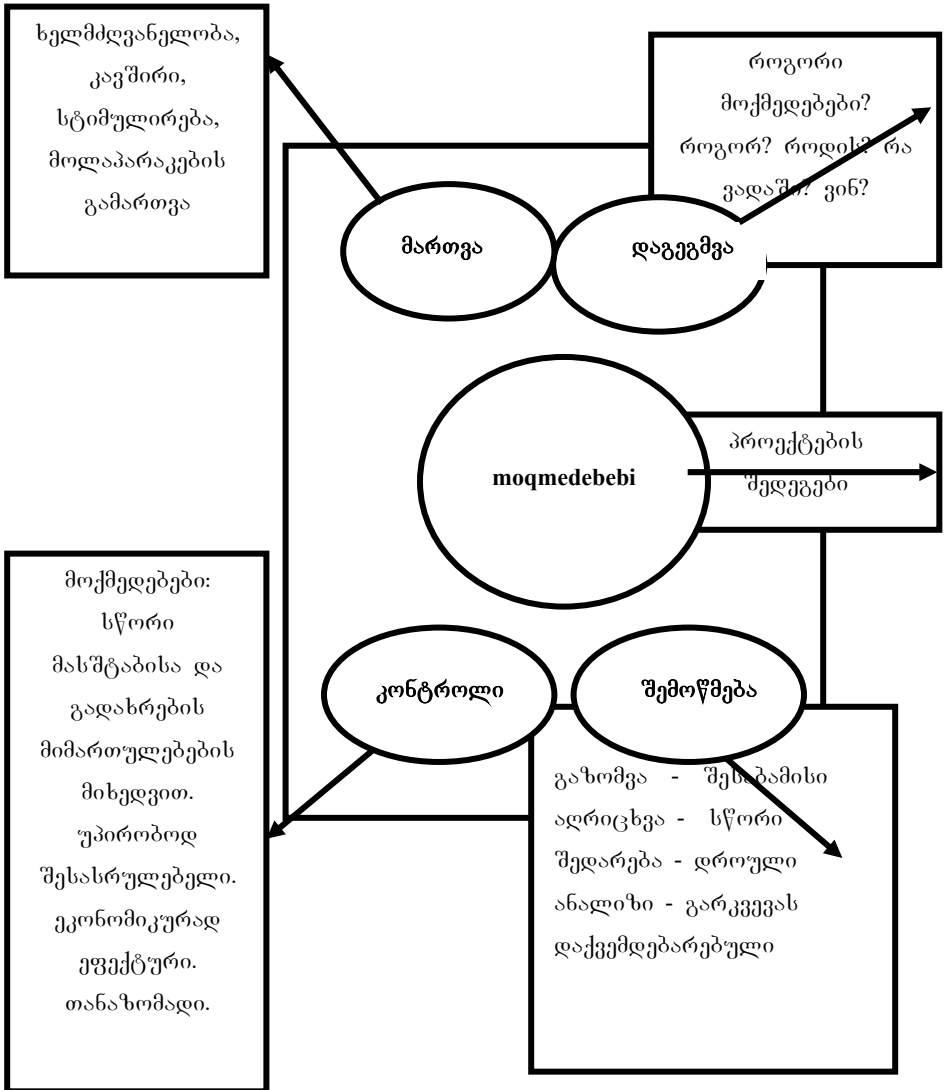 ხელმძღვანელობა,
კავშირი,
სტიმულირება,
მოლაპარაკების
გამართვა
როგორი
მოქმედებები?
როგორ? როდის? რა
ვადაში? ვინ?
მართვა
დაგეგმვა
moqmedebebi
პროექტების
შედეგები
კონტროლი
შემოწმება
მოქმედებები:
სწორი
მასშტაბისა და
გადახრების
მიმართულებების
მიხედვით.
უპირობოდ
შესასრულებელი.
ეკონომიკურად
ეფექტური.
თანაზომადი.
გაზომვა - შესაბამისი
აღრიცხვა - სწორი
შედარება - დროული
ანალიზი - გარკვევას
დაქვემდებარებული